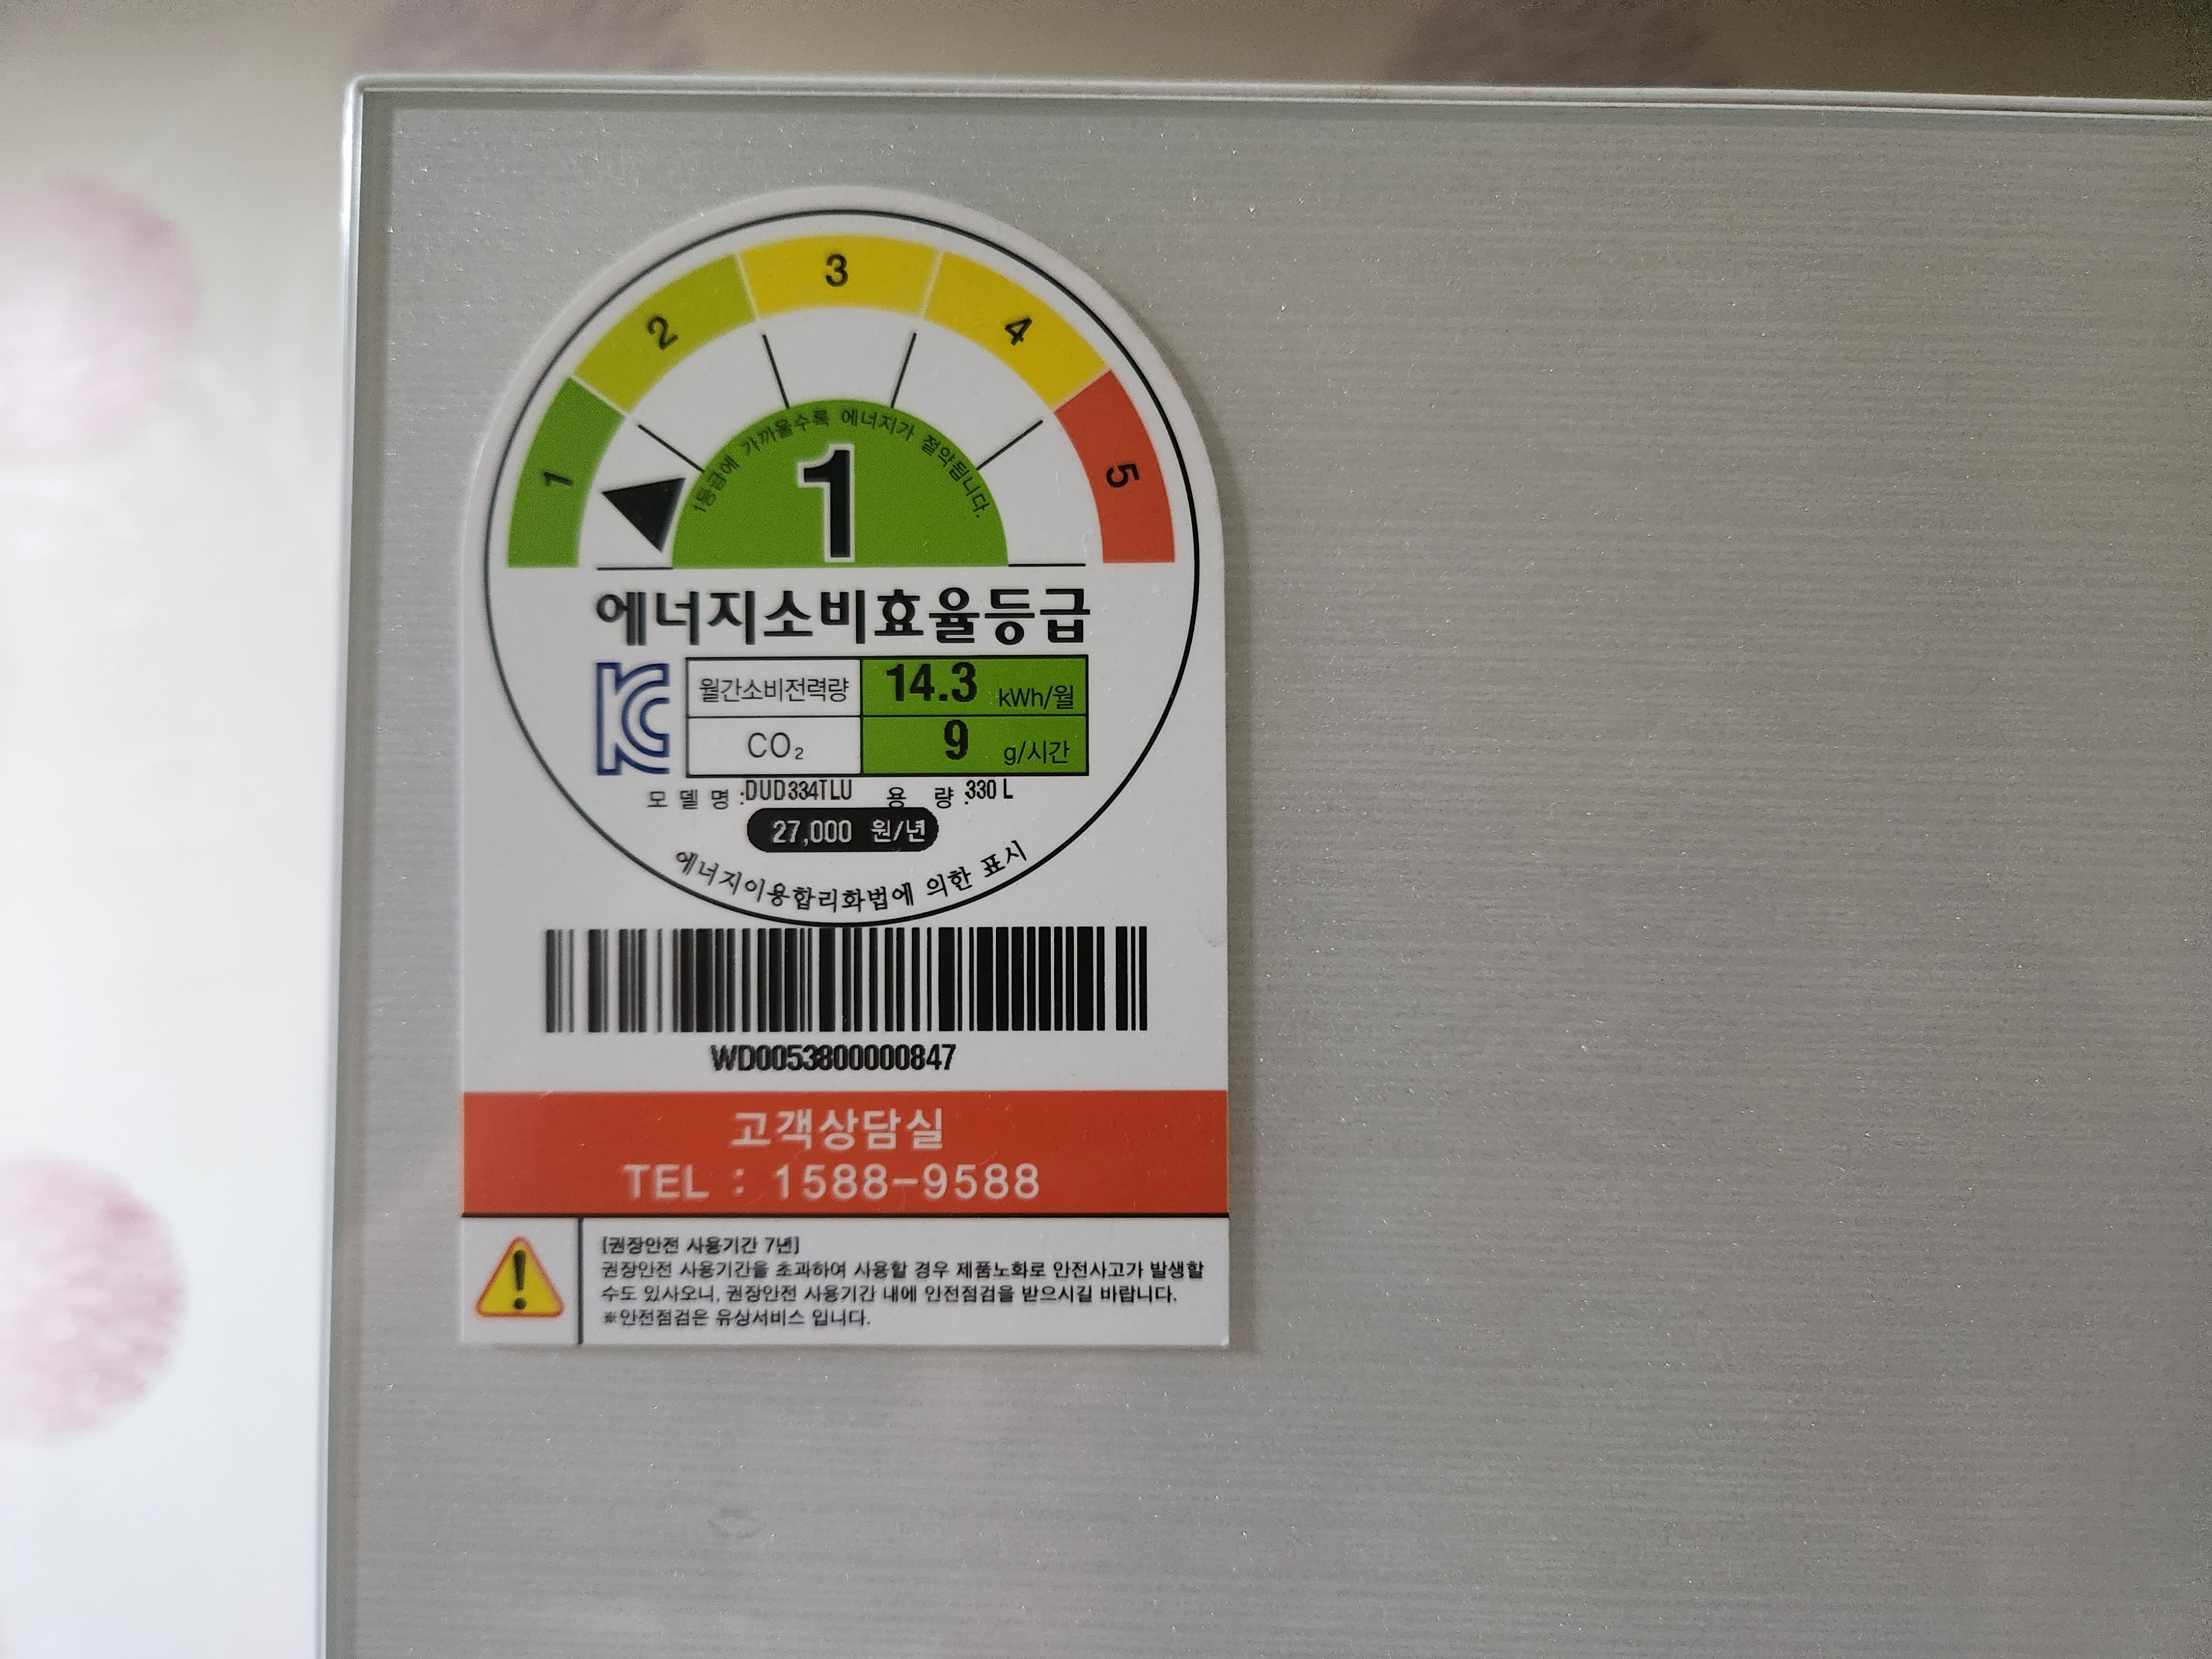 1
2
3
4
5
1등급에 가까울수록 에너지가 절약됩니다.
1
에너지소비효율등급
월간소비전력량 14.3 kWh/월
CO₂ 9 g/시간
모 델 명 : DUD334TLU 용 량 : 330 L
27,000 원/년
에너지이용합리화법에 의한 표시
WD0053800000847
고객상담실
TEL : 1588-9588
[권장안전 사용기간 7년]
권장안전 사용기간을 초과하여 사용할 경우 제품노화로 안전사고가 발생할
수도 있사오니, 권장안전 사용기간 내에 안전점검을 받으시길 바랍니다.
※안전점검은 유상서비스 입니다.